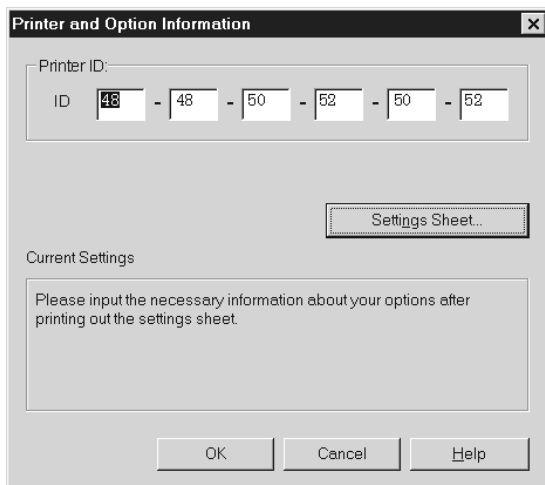 Printer and Option Information
Printer ID:
ID 48 - 48 - 50 - 52 - 50 - 52
Settings Sheet...
Current Settings
Please input the necessary information about your options after
printing out the settings sheet.
OK Cancel Help